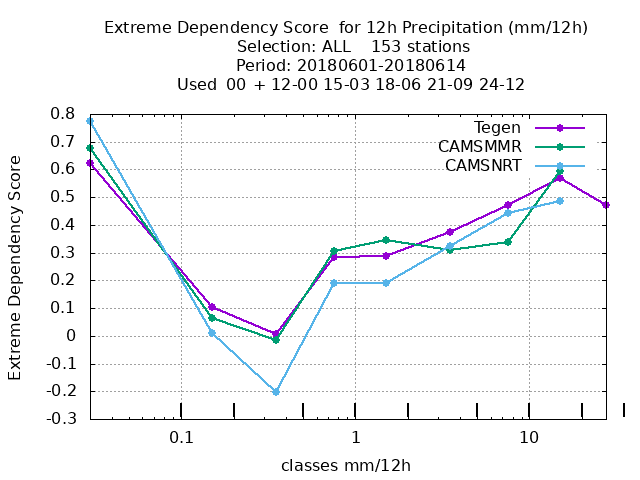 Extreme Dependency Score  for 12h Precipitation (mm/12h)
Selection: ALL    153 stations
Period: 20180601-20180614
Used  00 + 12-00 15-03 18-06 21-09 24-12
Tegen
CAMSMMR
CAMSNRT
Extreme Dependency Score
0.8
0.7
0.6
0.5
0.4
0.3
0.2
0.1
0
-0.1
-0.2
-0.3
0.1
1
10
classes mm/12h